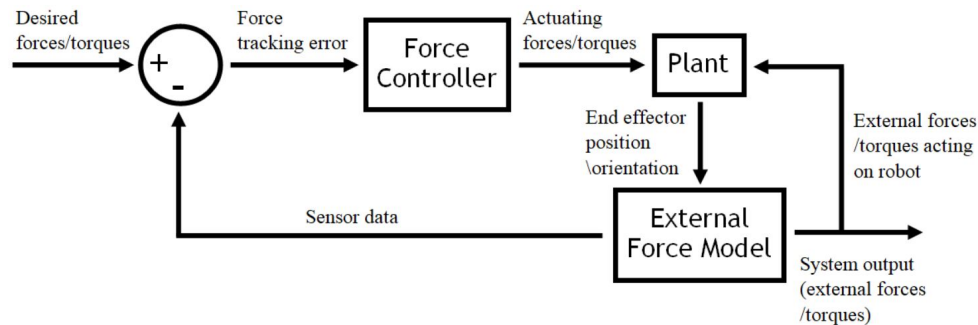 Desired
forces/torques
+
-
Force
tracking error
Force
Controller
Actuating
forces/torques
Plant
End effector
position
\orientation
External forces
/torques acting
on robot
Sensor data
External
Force Model
System output
(external forces
/torques)